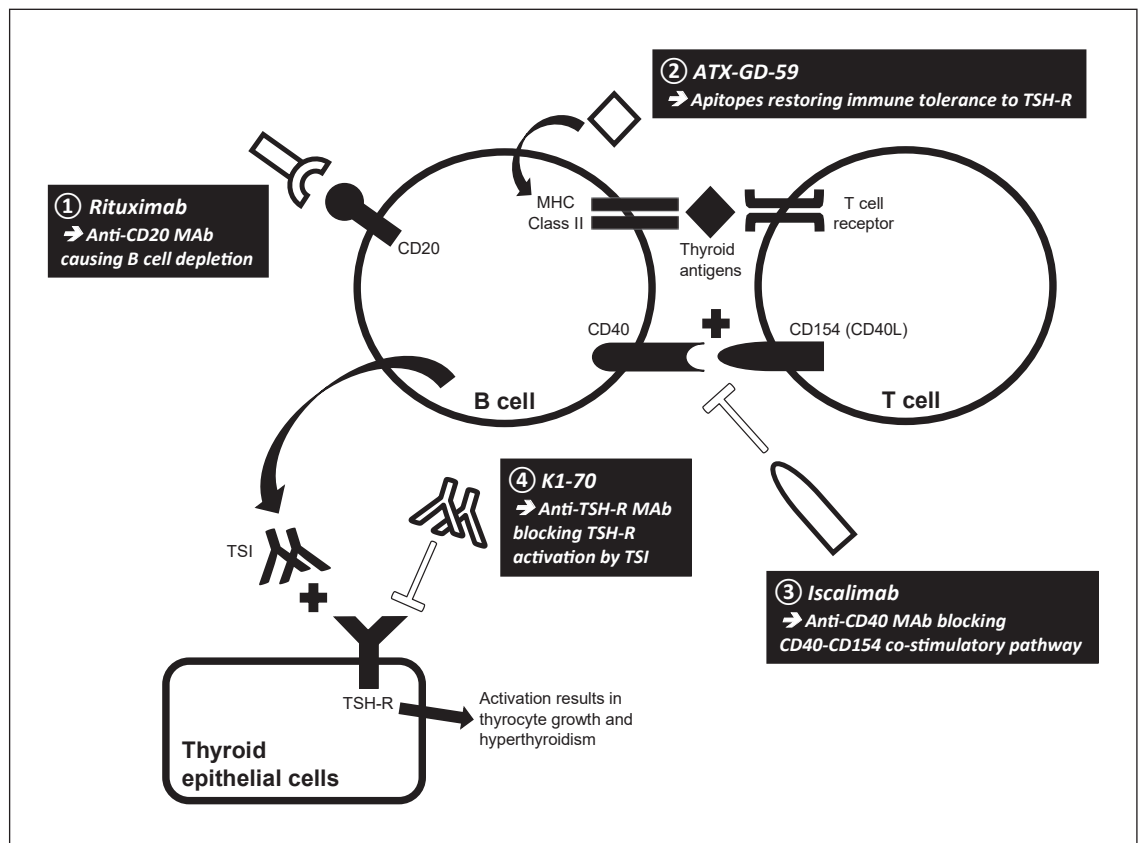 ② ATX-GD-59
➔ Apitopes restoring immune tolerance to TSH-R
① Rituximab
➔ Anti-CD20 MAb
causing B cell depletion
CD20
MHC
Class II
Thyroid
antigens
T cell
receptor
CD40
CD154 (CD40L)
B cell
T cell
④ K1-70
➔ Anti-TSH-R MAb
blocking TSH-R
activation by TSI
TSI
③ Iscalimab
➔ Anti-CD40 MAb blocking
CD40-CD154 co-stimulatory pathway
TSH-R
Activation results in
thyrocyte growth and
hyperthyroidism
Thyroid
epithelial cells